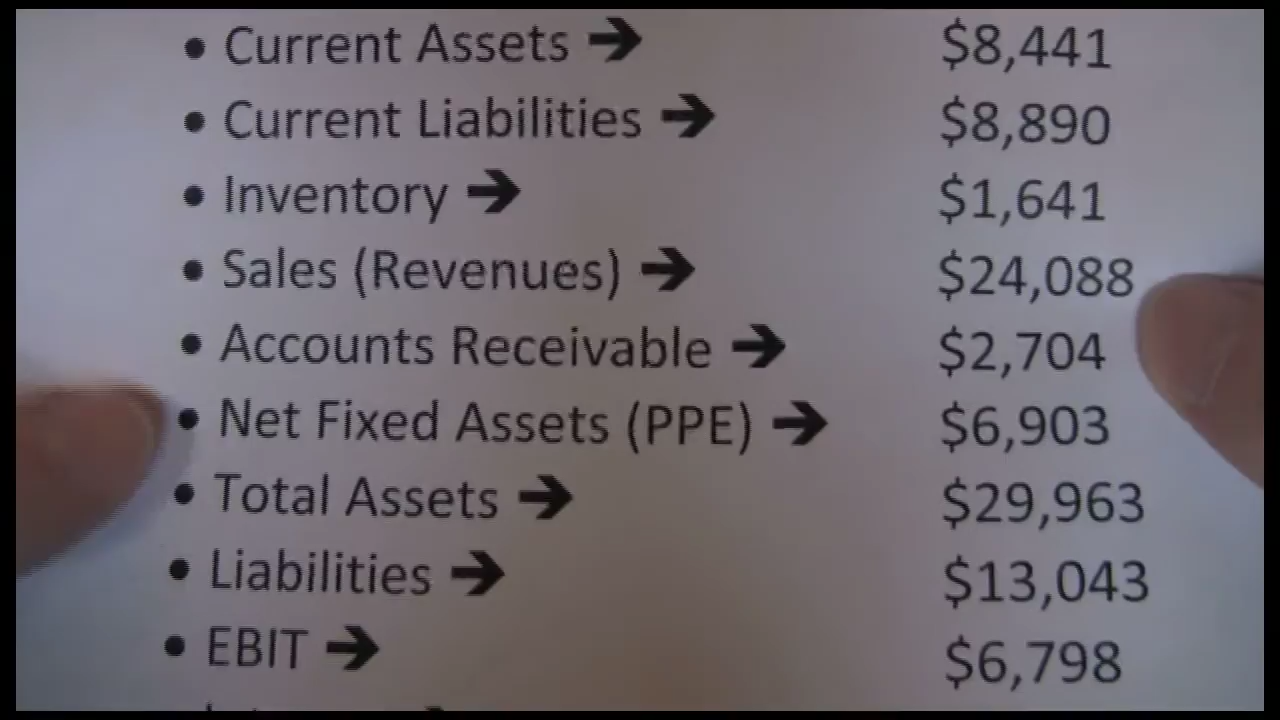 • Current Assets ➔ $8,441
• Current Liabilities ➔ $8,890
• Inventory ➔ $1,641
• Sales (Revenues) ➔ $24,088
• Accounts Receivable ➔ $2,704
• Net Fixed Assets (PPE) ➔ $6,903
• Total Assets ➔ $29,963
• Liabilities ➔ $13,043
• EBIT ➔ $6,798